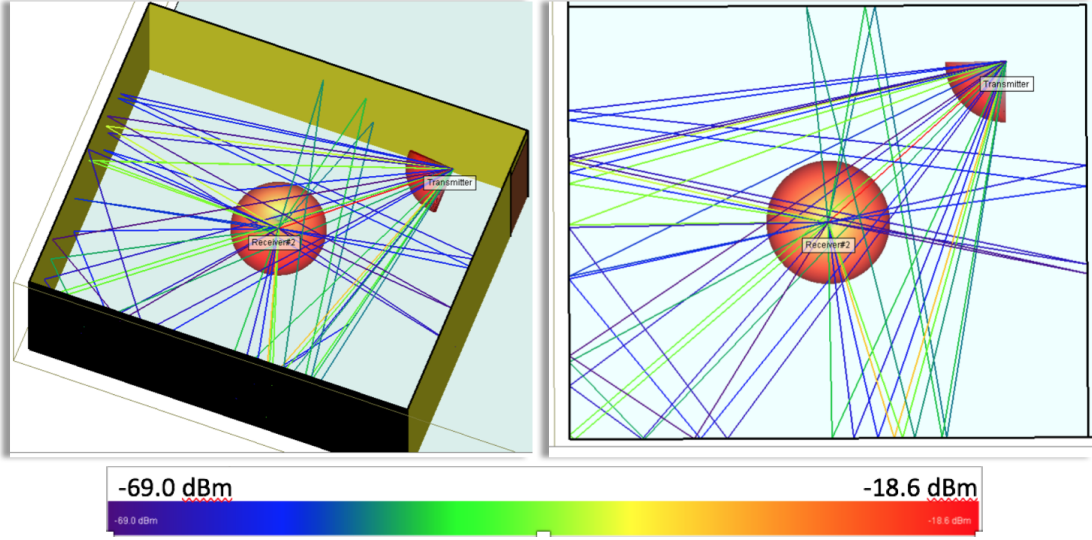 Transmitter
Receiver#2
Transmitter
Receiver#2
-69.0 dBm
-18.6 dBm
-69.0 dBm
-18.6 dBm